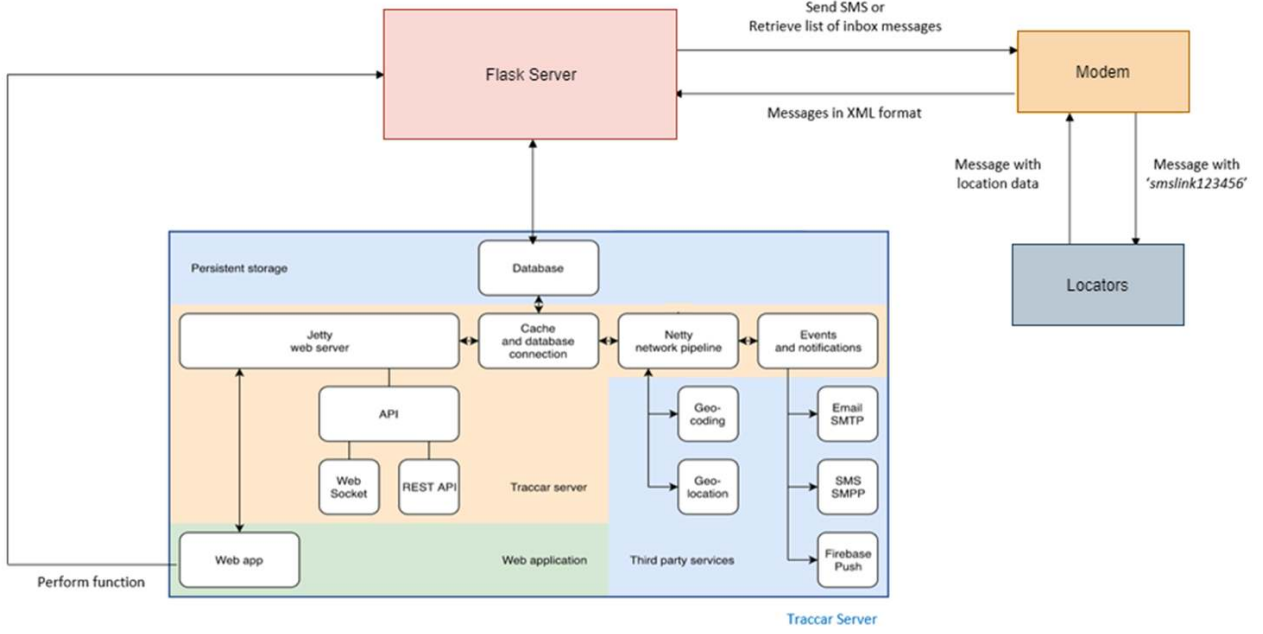 Send SMS or
Retrieve list of inbox messages
Flask Server
Modem
Messages in XML format
Message with
location data
Message with
‘smslink123456’
Locators
Persistent storage
Database
Jetty
web server
Cache
and database
connection
Netty
network pipeline
Events
and notifications
API
Geo-
coding
Email
SMTP
Web
Socket
REST API
Traccar server
Geo-
location
SMS
SMPP
Web app
Web application
Third party services
Firebase
Push
Perform function
Traccar Server